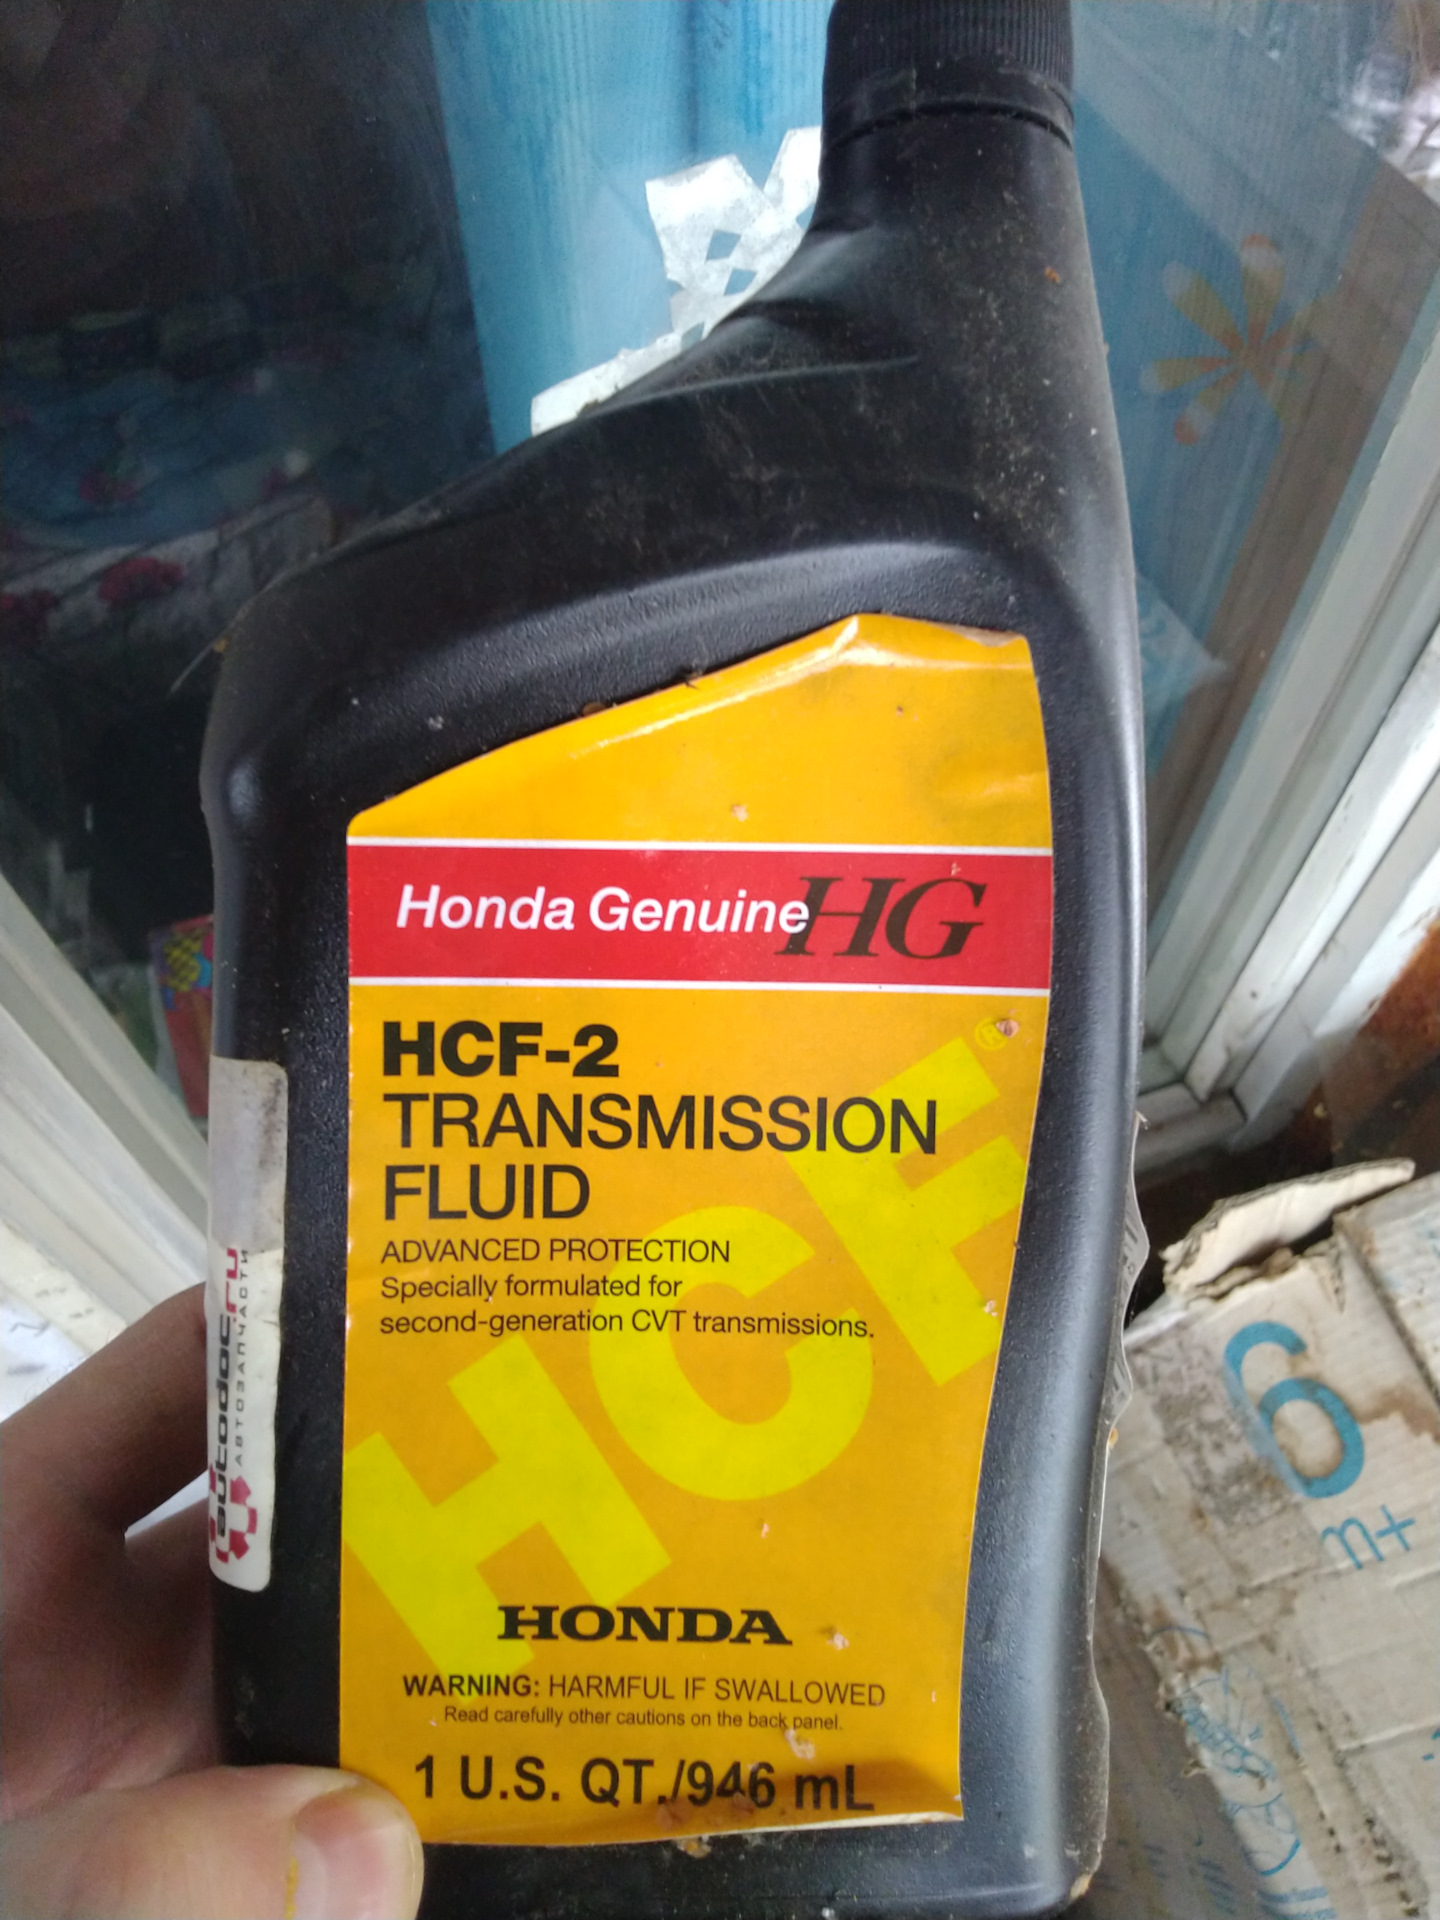 Honda Genuine HG
HCF-2
TRANSMISSION
FLUID
ADVANCED PROTECTION
Specially formulated for
second-generation CVT transmissions.
HCF®
HONDA
WARNING: HARMFUL IF SWALLOWED
Read carefully other cautions on the back panel.
1 U.S. QT./946 mL
autodoc.ru
АВТОЗАПЧАСТИ
6